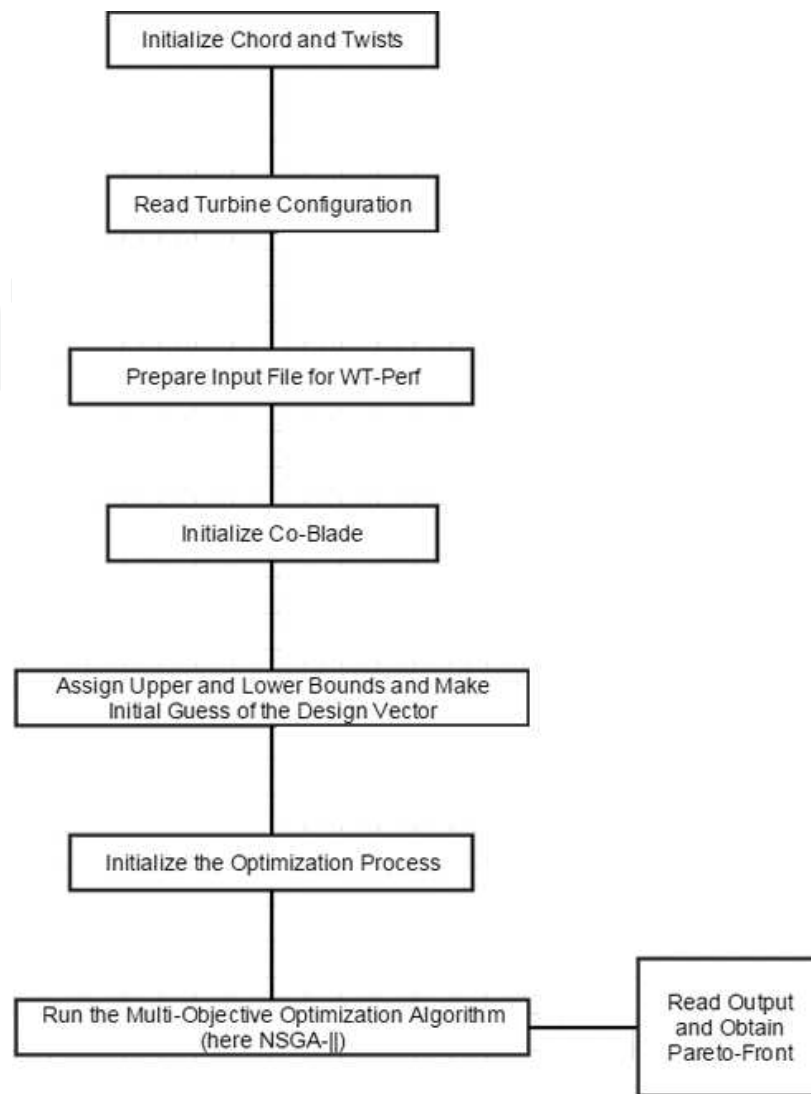 Initialize Chord and Twists
Read Turbine Configuration
Prepare Input File for WT-Perf
Initialize Co-Blade
Assign Upper and Lower Bounds and Make
Initial Guess of the Design Vector
Initialize the Optimization Process
Run the Multi-Objective Optimization Algorithm
(here NSGA-||)
Read Output
and Obtain
Pareto-Front